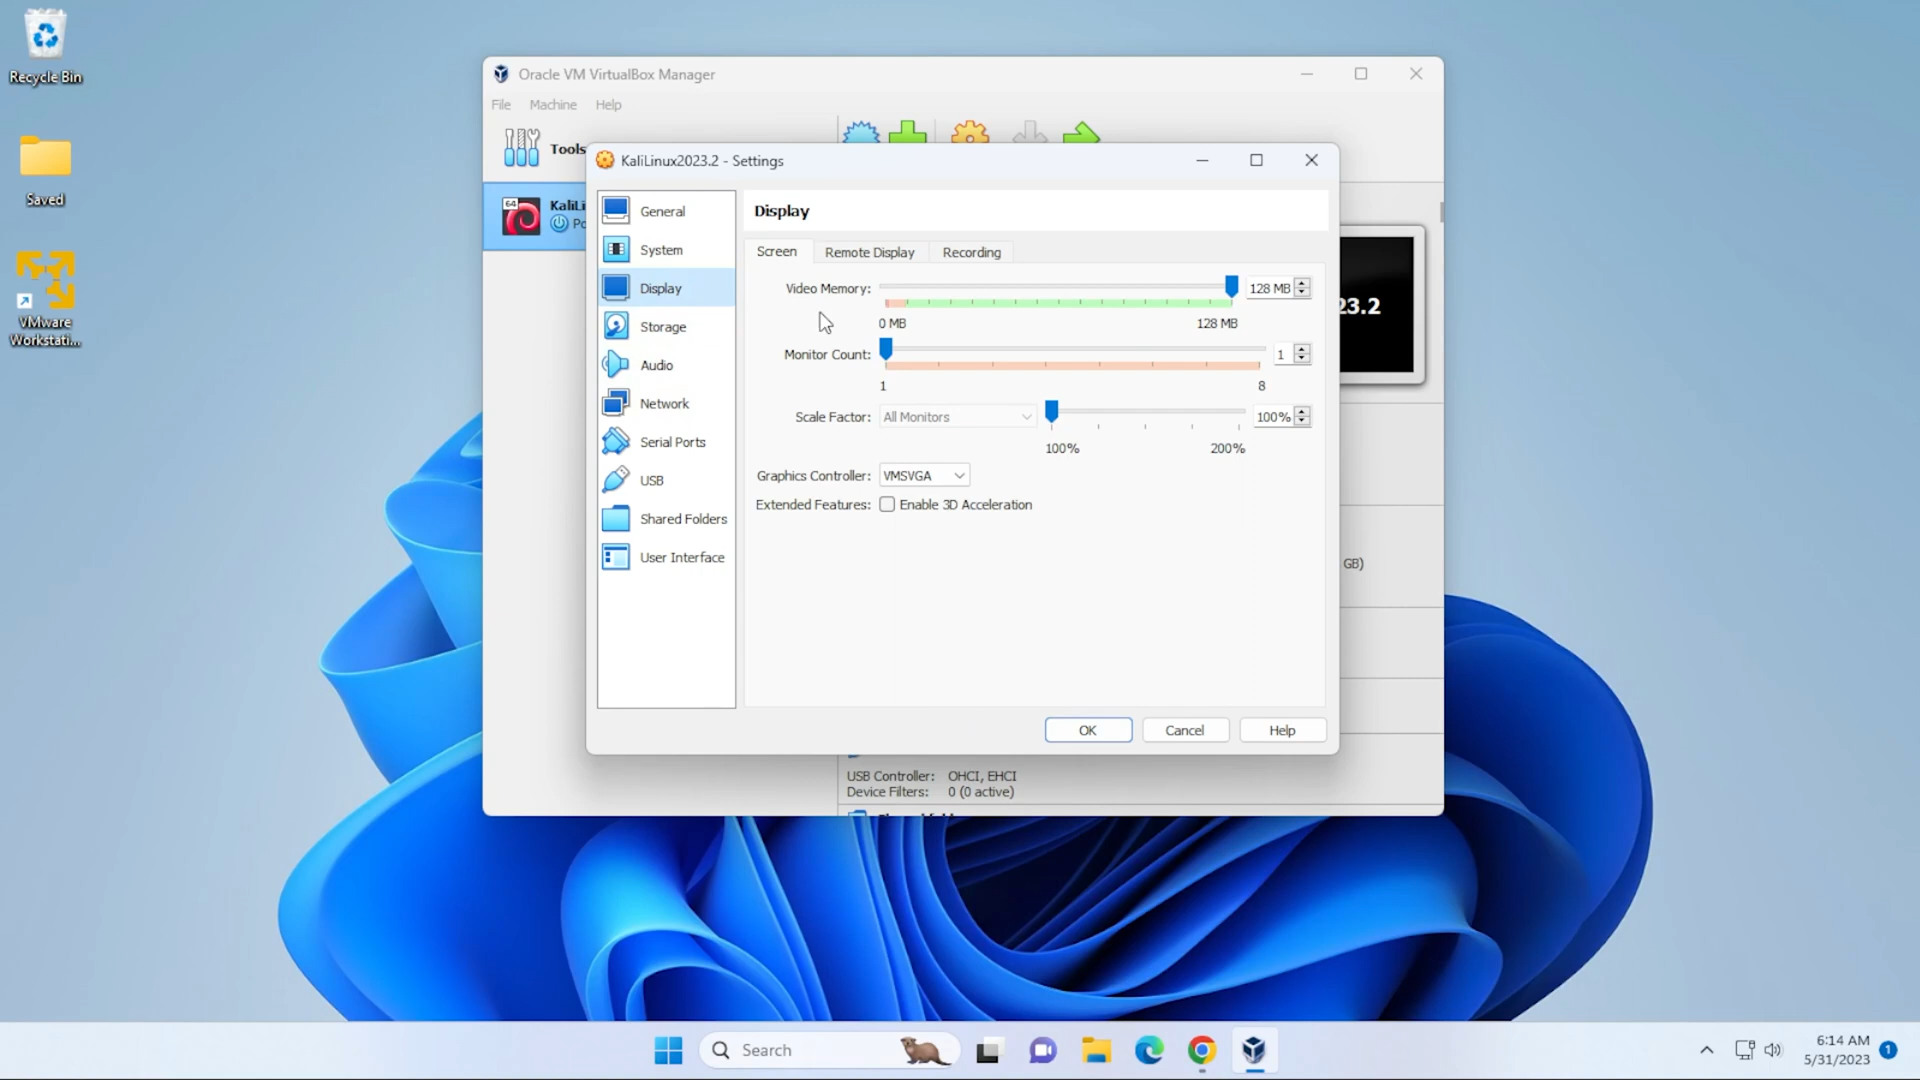 Recycle Bin
Saved
VMware
Workstati...
Oracle VM VirtualBox Manager
File Machine Help
Tools
64
KaliLi
Po
23.2
GB)
KaliLinux2023.2 - Settings
General
System
Display
Storage
Audio
Network
Serial Ports
USB
Shared Folders
User Interface
Display
Screen Remote Display Recording
Video Memory: 128 MB
0 MB 128 MB
Monitor Count: 1
1 8
Scale Factor: All Monitors 100%
100% 200%
Graphics Controller: VMSVGA
Extended Features: Enable 3D Acceleration
OK Cancel Help
USB Controller: OHCI, EHCI
Device Filters: 0 (0 active)
Search
6:14 AM
5/31/2023
1